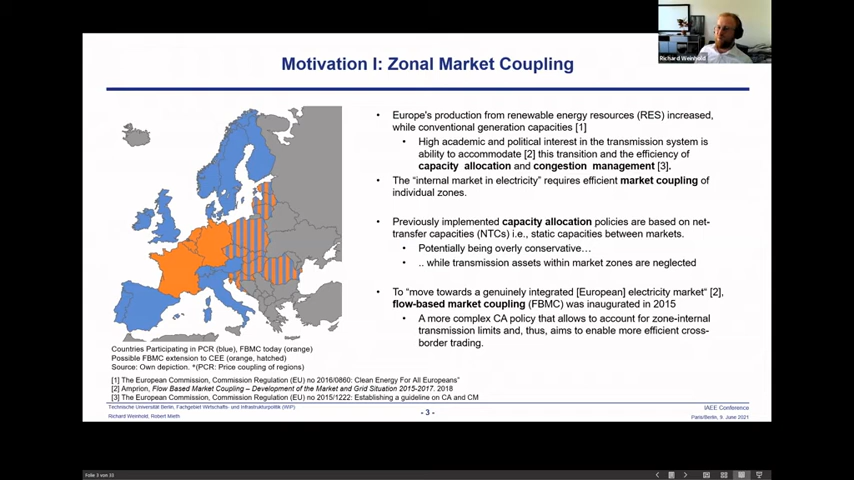 Richard Weinhold
Motivation I: Zonal Market Coupling
• Europe's production from renewable energy resources (RES) increased,
while conventional generation capacities [1]
• High academic and political interest in the transmission system is
ability to accommodate [2] this transition and the efficiency of
capacity allocation and congestion management [3].
• The “internal market in electricity” requires efficient market coupling of
individual zones.
• Previously implemented capacity allocation policies are based on net-
transfer capacities (NTCs) i.e., static capacities between markets.
• Potentially being overly conservative…
• .. while transmission assets within market zones are neglected
• To “move towards a genuinely integrated [European] electricity market“ [2],
flow-based market coupling (FBMC) was inaugurated in 2015
• A more complex CA policy that allows to account for zone-internal
transmission limits and, thus, aims to enable more efficient cross-
border trading.
Countries Participating in PCR (blue), FBMC today (orange)
Possible FBMC extension to CEE (orange, hatched)
Source: Own depiction. *(PCR: Price coupling of regions)
[1] The European Commission, Commission Regulation (EU) no 2016/0860: Clean Energy For All Europeans”
[2] Amprion, Flow Based Market Coupling – Development of the Market and Grid Situation 2015-2017. 2018
[3] The European Commission, Commission Regulation (EU) no 2015/1222: Establishing a guideline on CA and CM
Technische Universität Berlin, Fachgebiet Wirtschafts- und Infrastrukturpolitik (WIP)
Richard Weinhold, Robert Mieth
- 3 -
IAEE Conference
Paris/Berlin, 9. June 2021
Folie 3 von 33